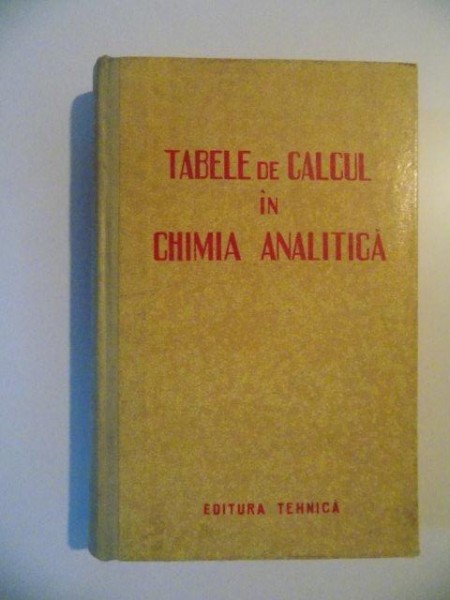 TABELE DE CALCUL
ÎN
CHIMIA ANALITICĂ
EDITURA TEHNICĂ